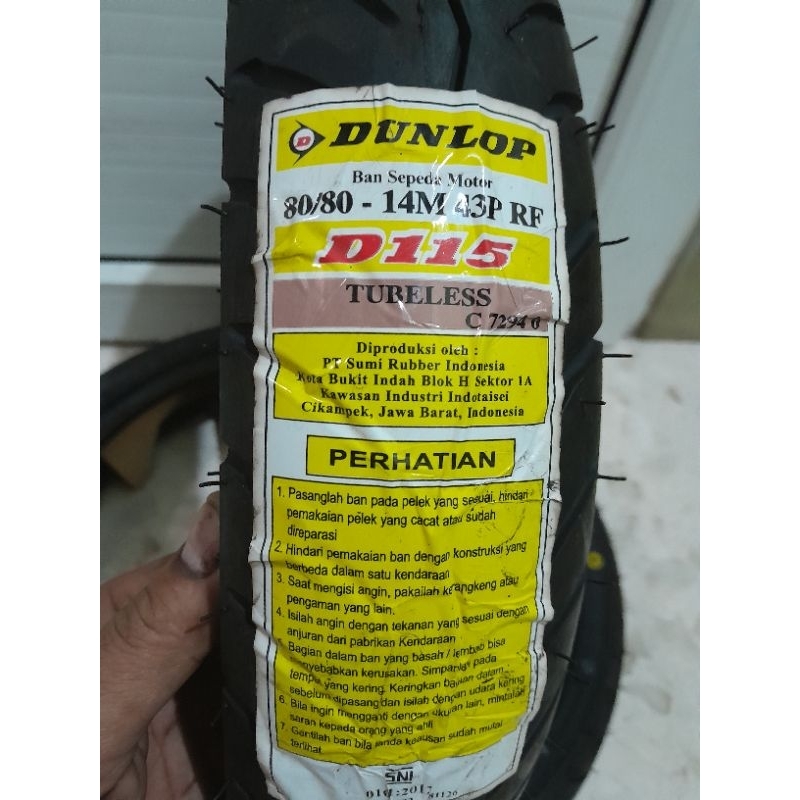 D DUNLOP
Ban Sepeda Motor
80/80 - 14M 43P RF
D115
TUBELESS
C 7294 0
Diproduksi oleh :
PT Sumi Rubber Indonesia
Kota Bukit Indah Blok H Sektor 1A
Kawasan Industri Indotaisei
Cikampek, Jawa Barat, Indonesia
PERHATIAN
1. Pasanglah ban pada pelek yang sesuai, hindari
pemakaian pelek yang cacat atau sudah
direparasi
2. Hindari pemakaian ban dengan konstruksi yang
berbeda dalam satu kendaraan
3. Saat mengisi angin, pakailah kerangkeng atau
pengaman yang lain.
4. Isilah angin dengan tekanan yang sesuai dengan
anjuran dari pabrikan Kendaraan
Bagian dalam ban yang basah / lembab bisa
menyebabkan kerusakan. Simpanlah pada
tempat yang kering. Keringkan bagian dalam
sebelum dipasang dan isilah dengan udara kering
6. Bila ingin mengganti dengan ukuran lain, mintalah
saran kepada orang yang ahli
7. Gantilah ban bila tanda keausan sudah mulai
terlihat
SNI